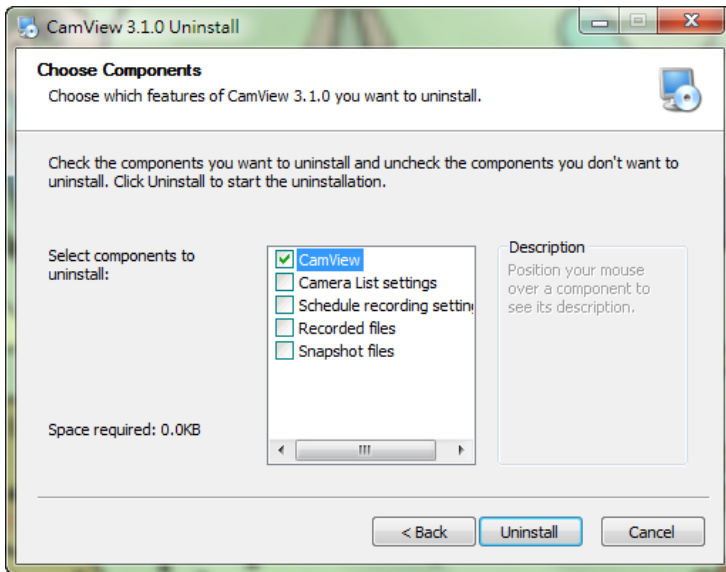 CamView 3.1.0 Uninstall
Choose Components
Choose which features of CamView 3.1.0 you want to uninstall.
Check the components you want to uninstall and uncheck the components you don't want to
uninstall. Click Uninstall to start the uninstallation.
Select components to
uninstall:
CamView
Camera List settings
Schedule recording setting
Recorded files
Snapshot files
Description
Position your mouse
over a component to
see its description.
Space required: 0.0KB
< Back
Uninstall
Cancel